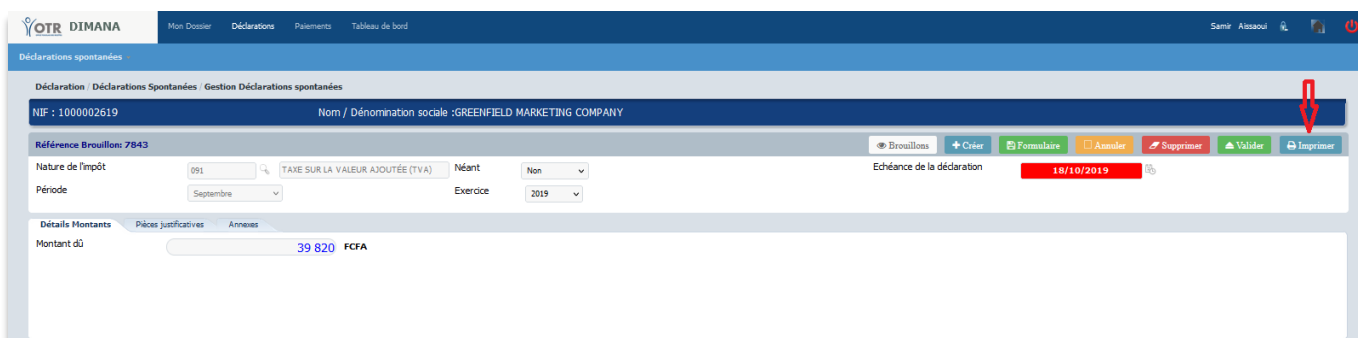 OTR DIMANA Mon Dossier Déclarations Paiements Tableau de bord Samir Aissaoui
Déclarations spontanées
Déclaration / Déclarations Spontanées / Gestion Déclarations spontanées
NIF : 1000002619 Nom / Dénomination sociale :GREENFIELD MARKETING COMPANY
Référence Brouillon: 7843 Brouillons Créer Formulaire Annuler Supprimer Valider Imprimer
Nature de l'impôt 091 TAXE SUR LA VALEUR AJOUTÉE (TVA) Néant Non Echéance de la déclaration 18/10/2019
Période Septembre Exercice 2019
Détails Montants Pièces justificatives Annexes
Montant dû 39 820 FCFA